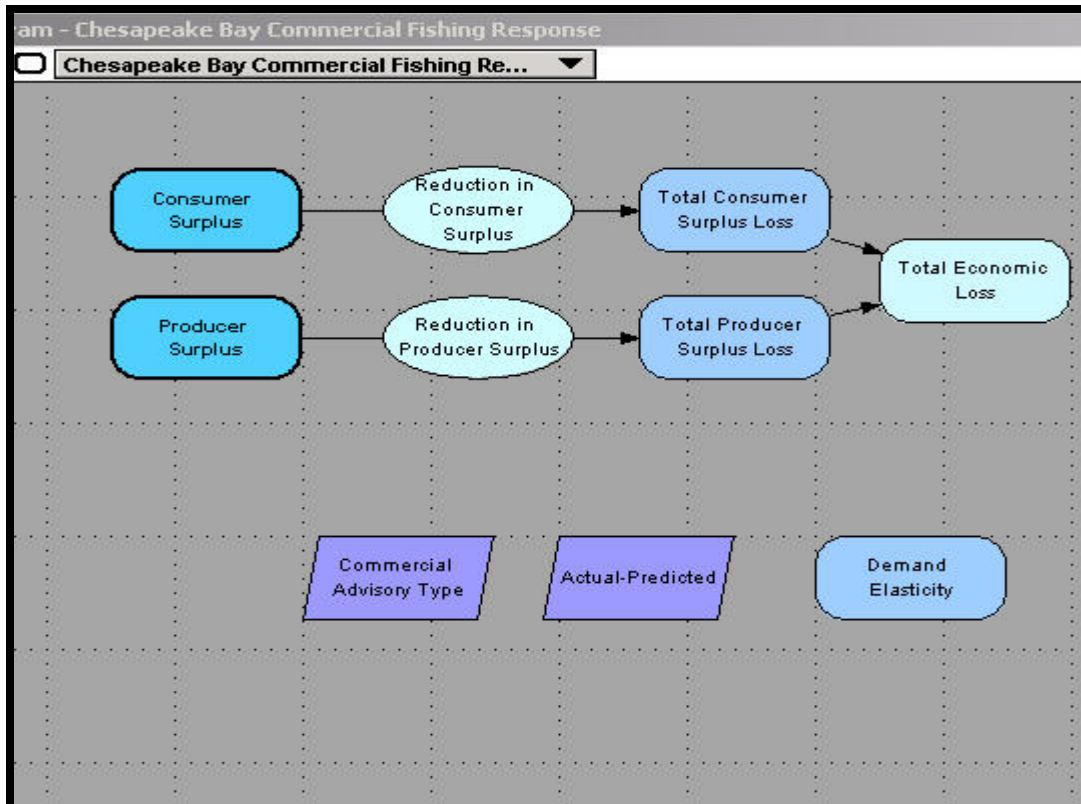 am - Chesapeake Bay Commercial Fishing Response
Chesapeake Bay Commercial Fishing Re...
Consumer
Surplus
Reduction in
Consumer
Surplus
Total Consumer
Surplus Loss
Total Economic
Loss
Producer
Surplus
Reduction in
Producer Surplus
Total Producer
Surplus Loss
Commercial
Advisory Type
Actual-Predicted
Demand
Elasticity